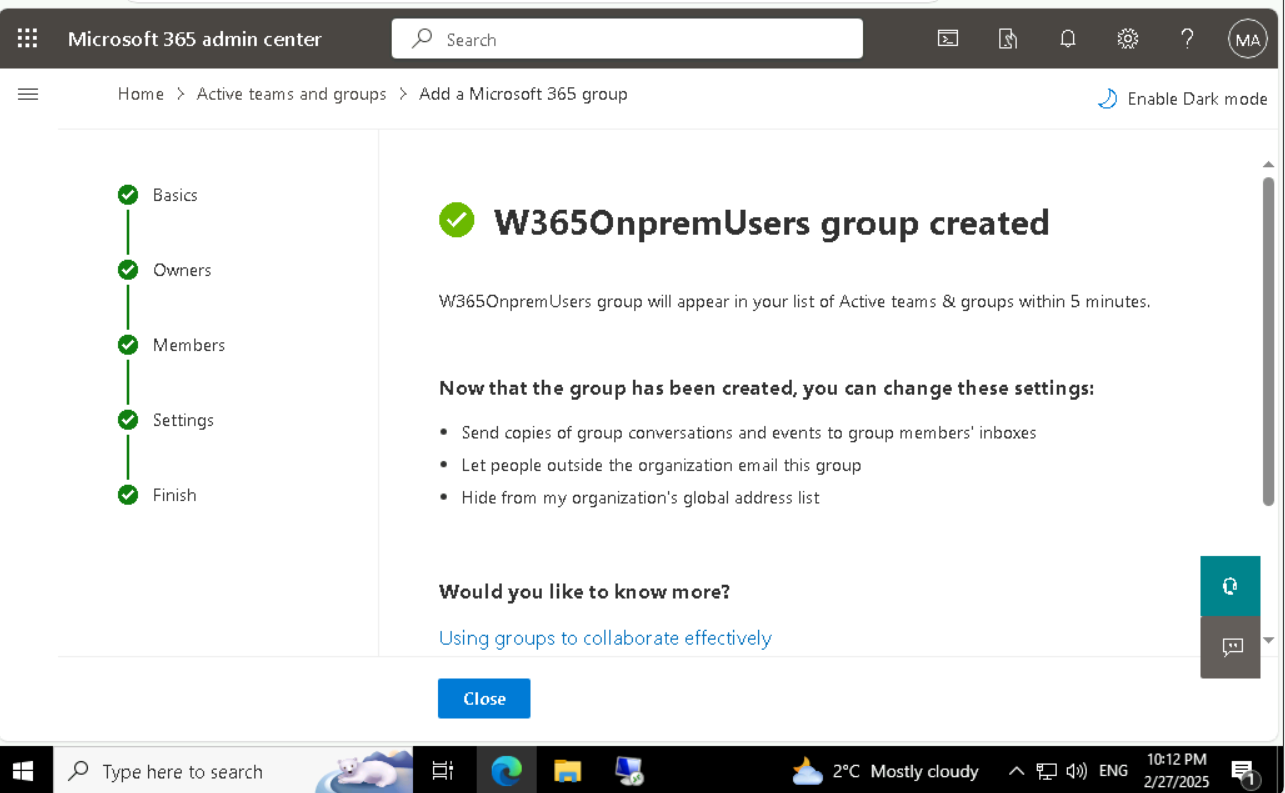 Microsoft 365 admin center
Search
MA
Home > Active teams and groups > Add a Microsoft 365 group
Enable Dark mode
Basics
Owners
Members
Settings
Finish
W365OnpremUsers group created
W365OnpremUsers group will appear in your list of Active teams & groups within 5 minutes.
Now that the group has been created, you can change these settings:
• Send copies of group conversations and events to group members' inboxes
• Let people outside the organization email this group
• Hide from my organization's global address list
Would you like to know more?
Using groups to collaborate effectively
Close
Type here to search
2°C Mostly cloudy
ENG
10:12 PM
2/27/2025
1